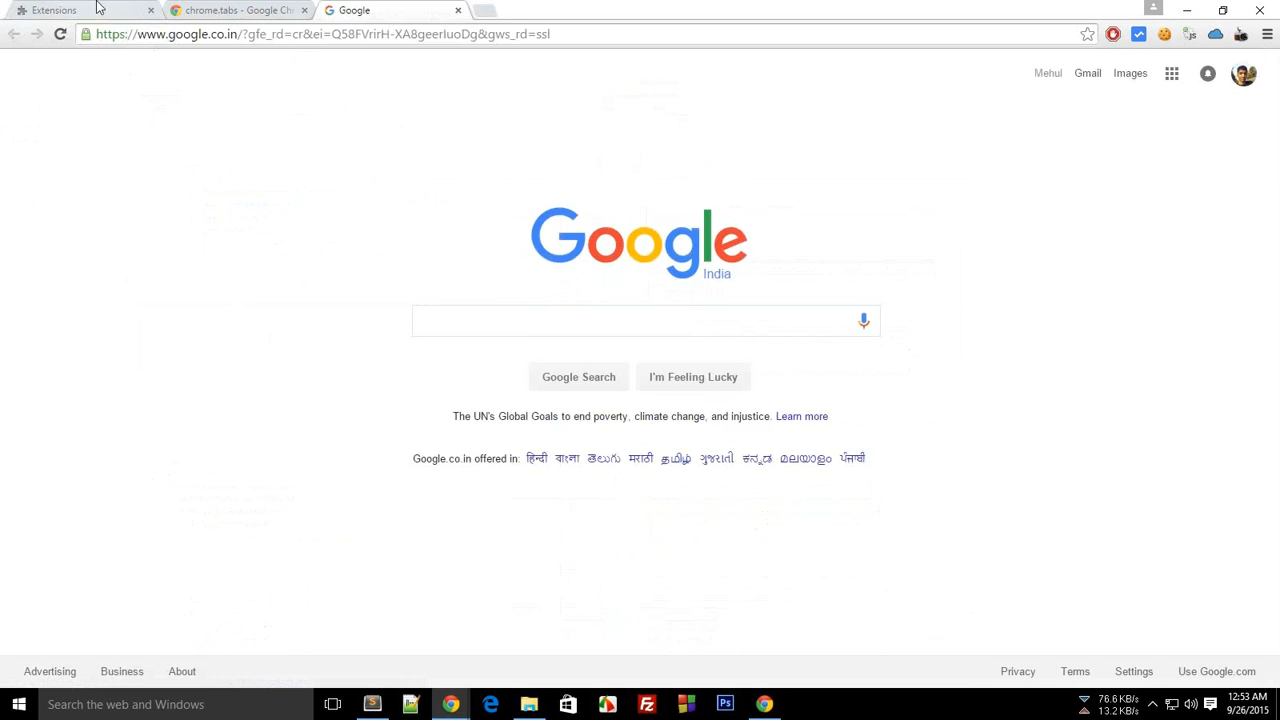 Extensions
chrome.tabs - Google Ch
Google
https://www.google.co.in/?gfe_rd=cr&ei=Q58FVrirH-XA8geerIuoDg&gws_rd=ssl
Mehul Gmail Images
Google
India
Google Search I'm Feeling Lucky
The UN's Global Goals to end poverty, climate change, and injustice. Learn more
Google.co.in offered in: हिन्दी বাংলা తెలుగు मराठी தமிழ் ગુજરાતી ಕನ್ನಡ മലയാളം ਪੰਜਾਬੀ
Advertising Business About Privacy Terms Settings Use Google.com
Search the web and Windows
Ps
76.6 KB/s
13.2 KB/s
12:53 AM
9/26/2015